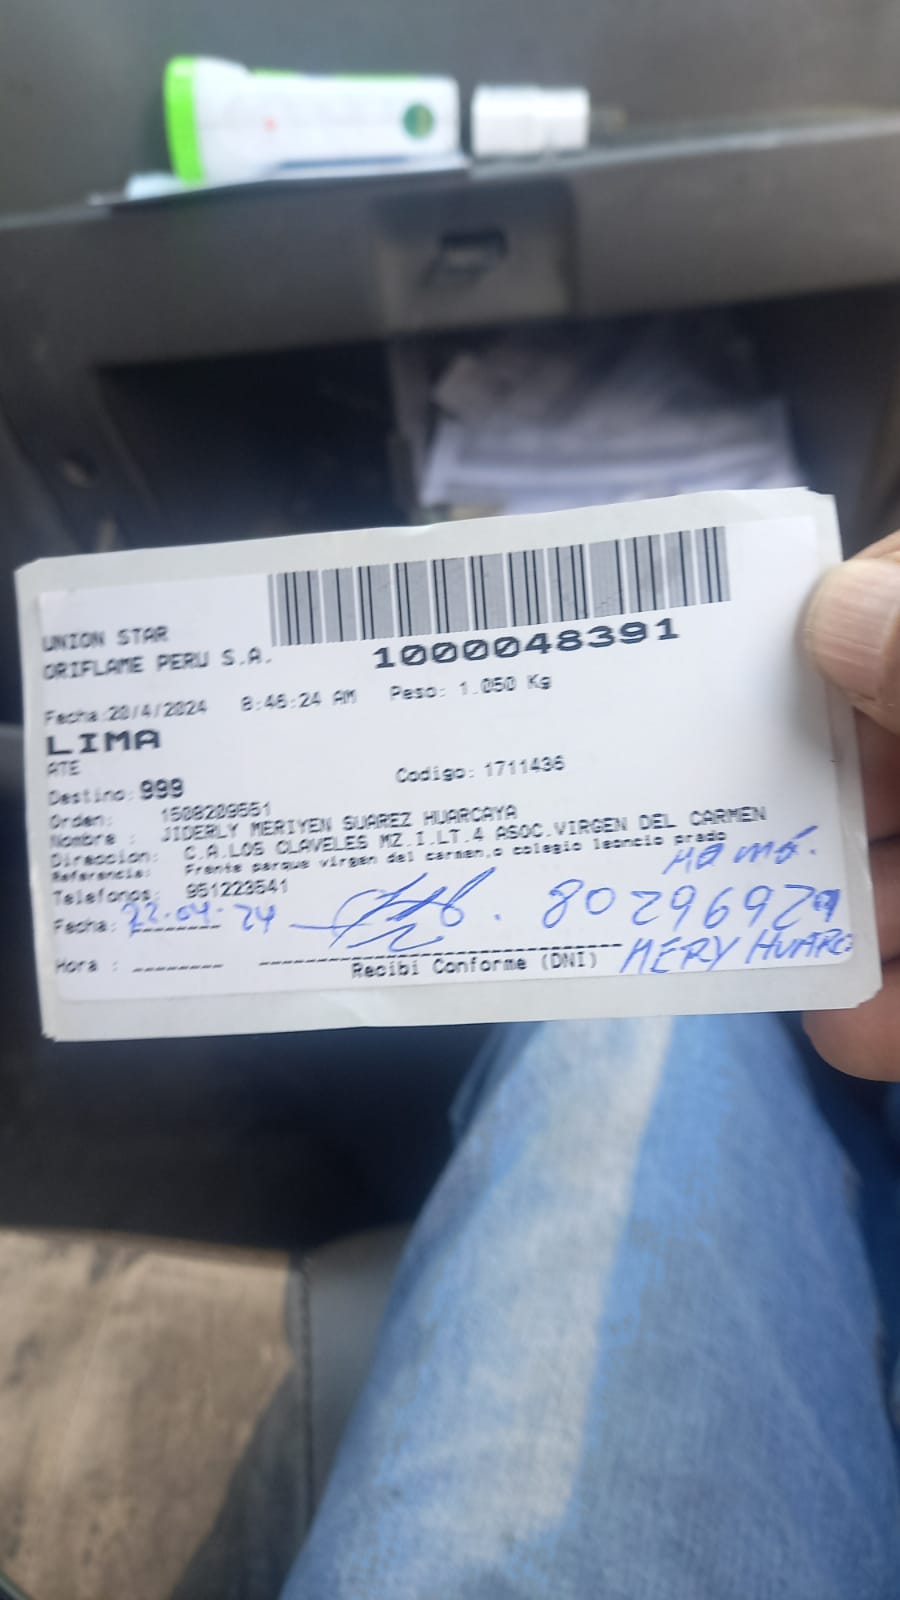 1000048391
UNION STAR
ORIFLAME PERU S.A.
Fecha:20/4/2024 8:46:24 AM Peso: 1.050 Kg
LIMA
ATE
Destino: 999 Codigo: 1711436
Orden: 1508209551
Nombre : JIDERLY MERIYEN SUAREZ HUARCAYA
Direccion: C.A.LOS CLAVELES MZ.I.LT.4 ASOC.VIRGEN DEL CARMEN
Referencia: Frente parque virgen del carmen,o colegio leoncio prado
Mamá.
Telefonos: 951223541
Fecha: 22-04-24 80296929
Hora : MERY HUARC
Recibi Conforme (DNI)